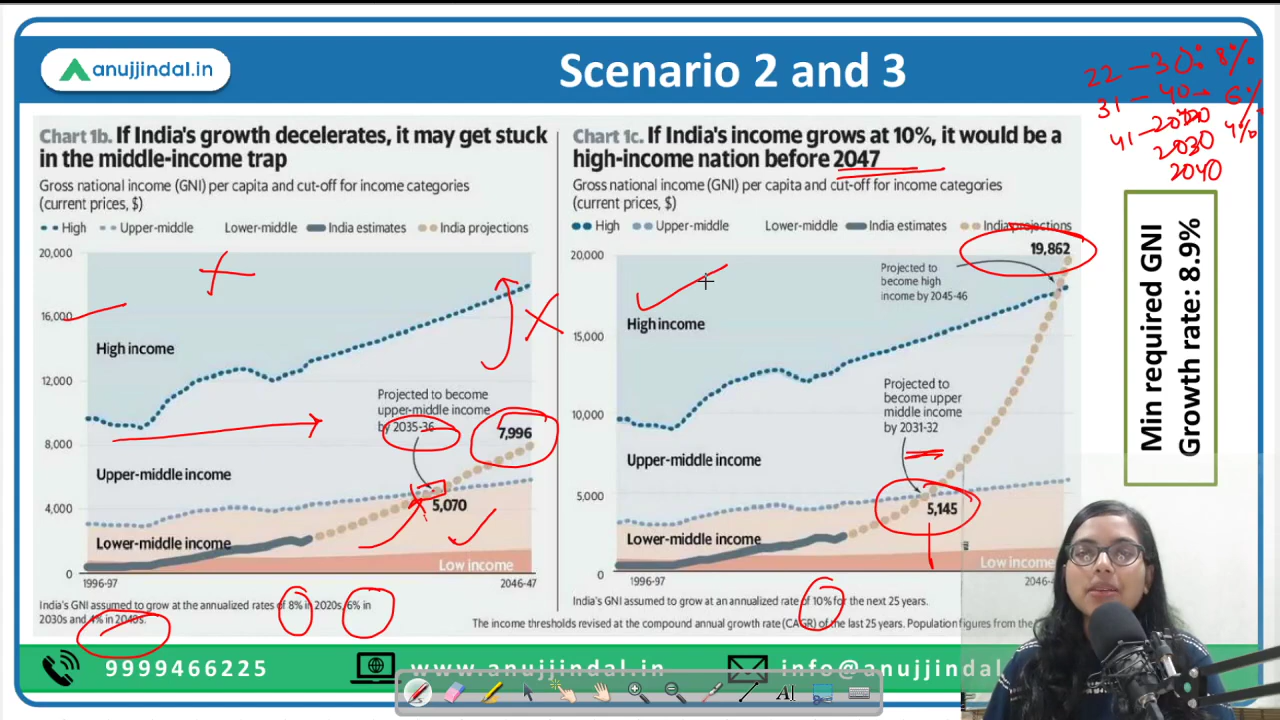 anujjindal.in
Scenario 2 and 3
22 - 30: 8%
31 - 40 → 6%
41 - 4%
2030
2040
Chart 1b. If India's growth decelerates, it may get stuck
in the middle-income trap
Gross national income (GNI) per capita and cut-off for income categories
(current prices, $)
High Upper-middle Lower-middle India estimates India projections
20,000
16,000
12,000
8,000
4,000
0
High income
Projected to become
upper-middle income
by 2035-36
7,996
Upper-middle income
5,070
Lower-middle income
Low income
1996-97 2046-47
India's GNI assumed to grow at the annualized rates of 8% in 2020s, 6% in
2030s and 4% in 2040s.
Chart 1c. If India's income grows at 10%, it would be a
high-income nation before 2047
Gross national income (GNI) per capita and cut-off for income categories
(current prices, $)
High Upper-middle Lower-middle India estimates India projections
20,000
15,000
10,000
5,000
0
19,862
Projected to
become high
income by 2045-46
High income
Projected to
become upper
middle income
by 2031-32
Upper-middle income
5,145
Lower-middle income
Low income
1996-97 2046-4
India's GNI assumed to grow at an annualized rate of 10% for the next 25 years.
The income thresholds revised at the compound annual growth rate (CAGR) of the last 25 years. Population figures from the
Min required GNI
Growth rate: 8.9%
9999466225
www.anujjindal.in
info@anujjindal
AI